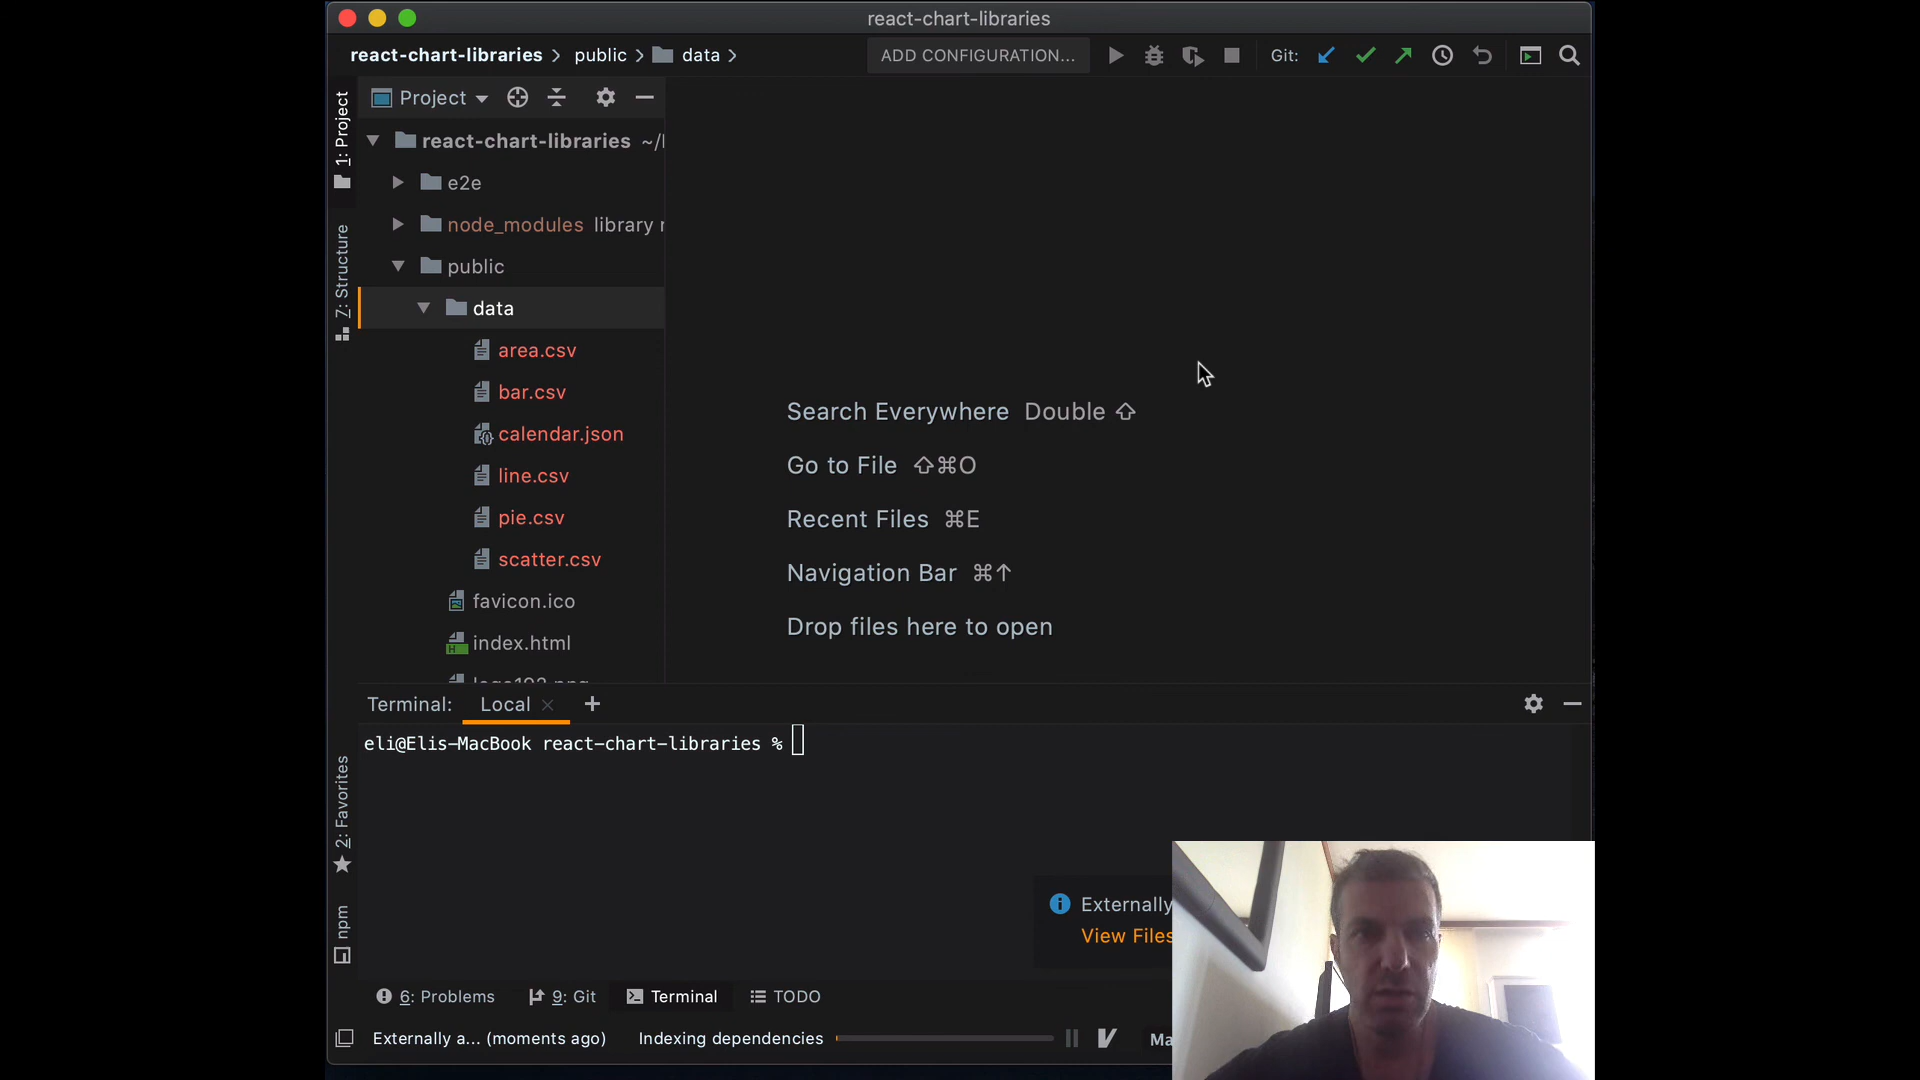 react-chart-libraries
react-chart-libraries
public
data
ADD CONFIGURATION...
Git:
1: Project
Project
react-chart-libraries ~/
e2e
node_modules library
public
7: Structure
data
area.csv
bar.csv
calendar.json
line.csv
pie.csv
scatter.csv
favicon.ico
index.html
Search Everywhere Double ⇧
Go to File ⇧⌘O
Recent Files ⌘E
Navigation Bar ⌘↑
Drop files here to open
Terminal: Local × +
eli@Elis-MacBook react-chart-libraries %
2: Favorites
npm
Externally
View Files
6: Problems
9: Git
Terminal
TODO
Externally a... (moments ago)
Indexing dependencies
Ma